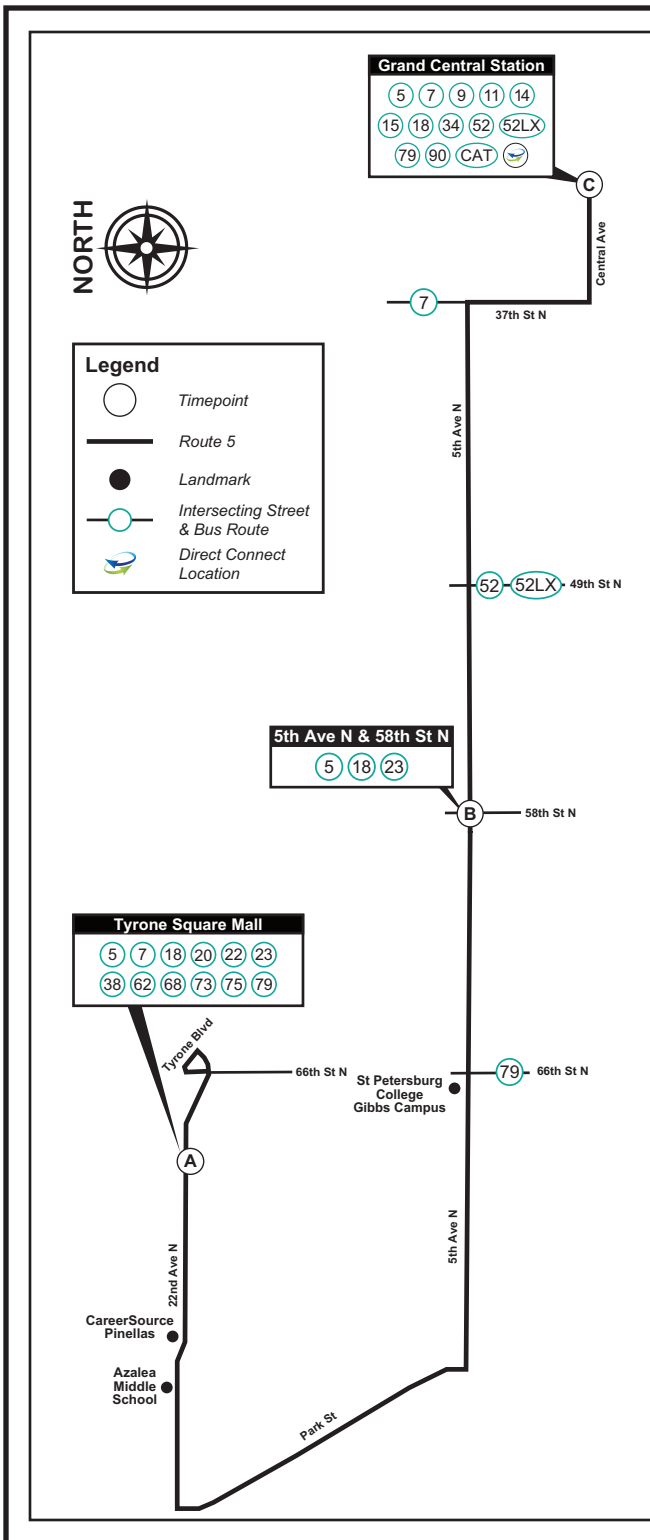 Grand Central Station
5 7 9 11 14
15 18 34 52 52LX
79 90 CAT
C
NORTH
Central Ave
7
37th St N
Legend
Timepoint
Route 5
Landmark
Intersecting Street
& Bus Route
Direct Connect
Location
5th Ave N
52 52LX 49th St N
5th Ave N & 58th St N
5 18 23
B
58th St N
Tyrone Square Mall
5 7 18 20 22 23
38 62 68 73 75 79
Tyrone Blvd
66th St N
79 66th St N
St Petersburg
College
Gibbs Campus
A
22nd Ave N
5th Ave N
CareerSource
Pinellas
Azalea
Middle
School
Park St